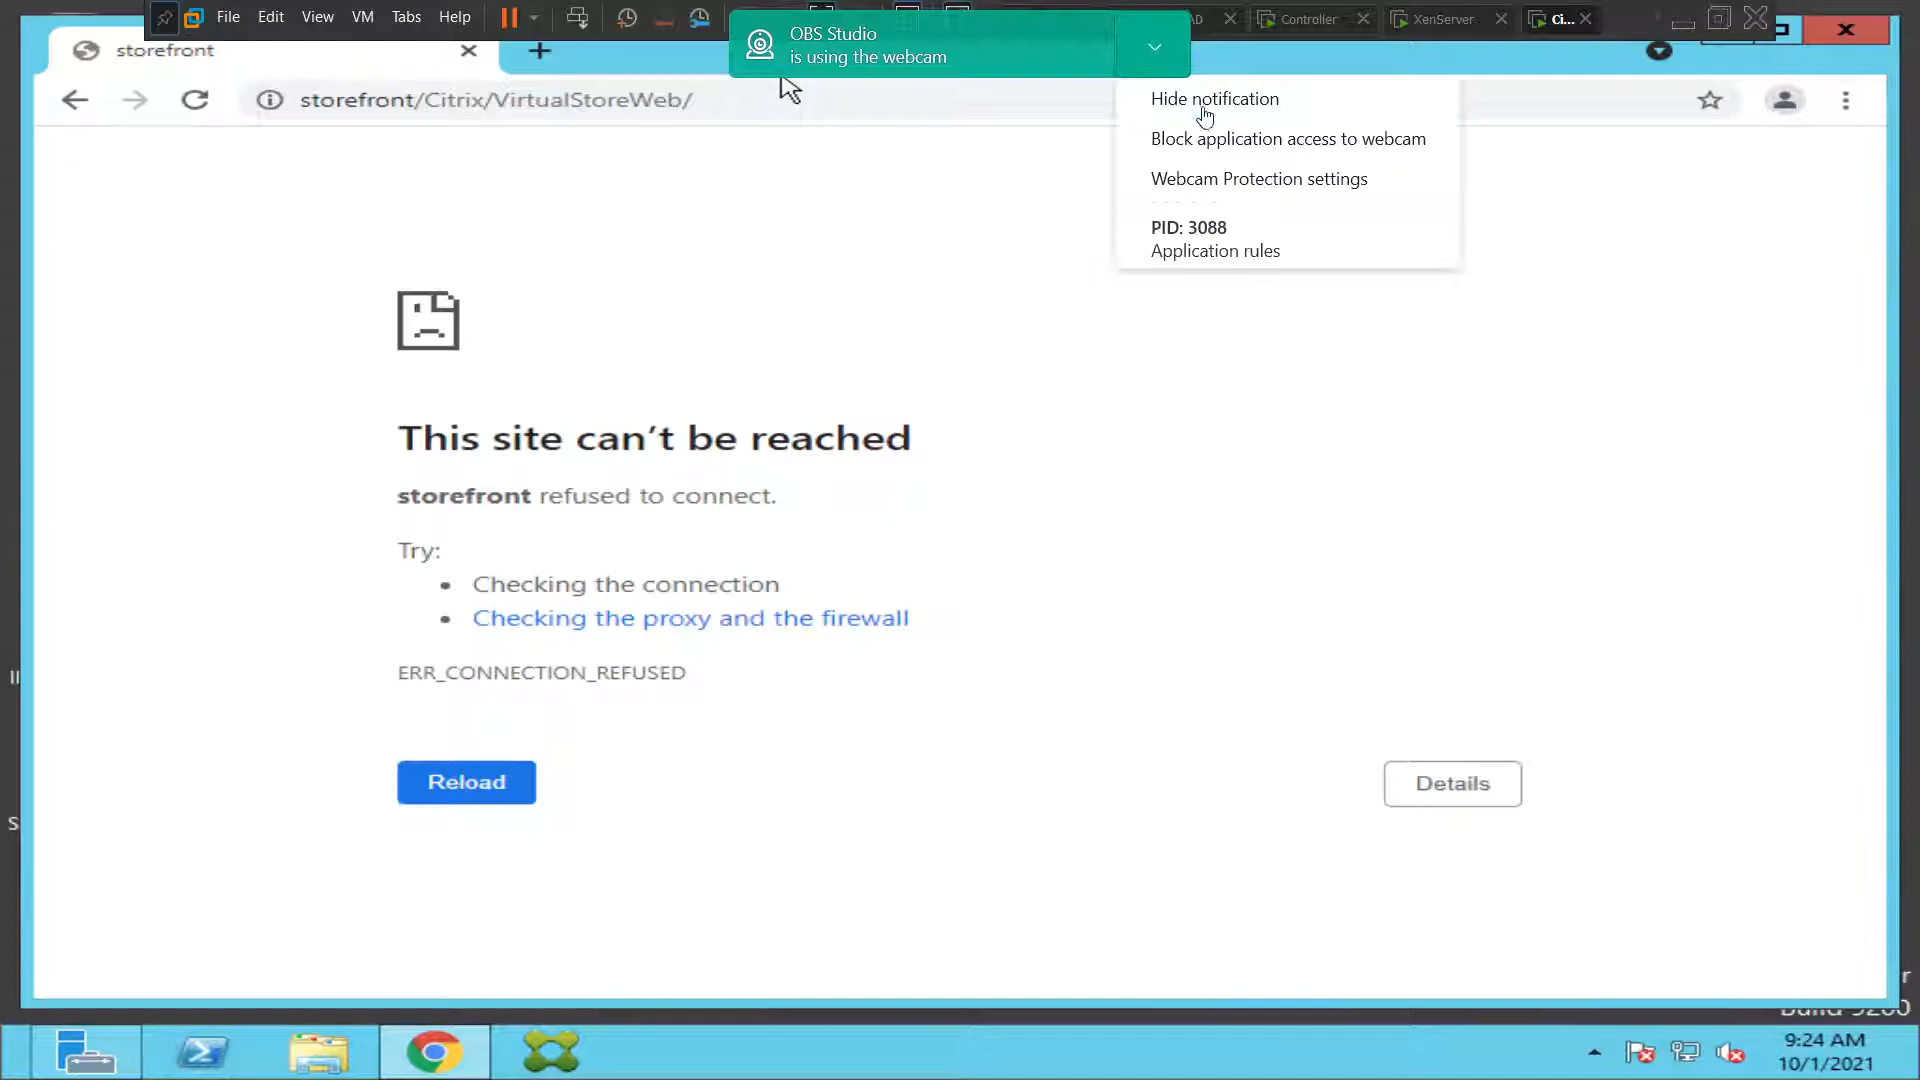 File Edit View VM Tabs Help
OBS Studio
is using the webcam
AD
Controller
XenServer
Ci...
storefront
storefront/Citrix/VirtualStoreWeb/
Hide notification
Block application access to webcam
Webcam Protection settings
PID: 3088
Application rules
This site can't be reached
storefront refused to connect.
Try:
• Checking the connection
• Checking the proxy and the firewall
ERR_CONNECTION_REFUSED
Reload
Details
9:24 AM
10/1/2021